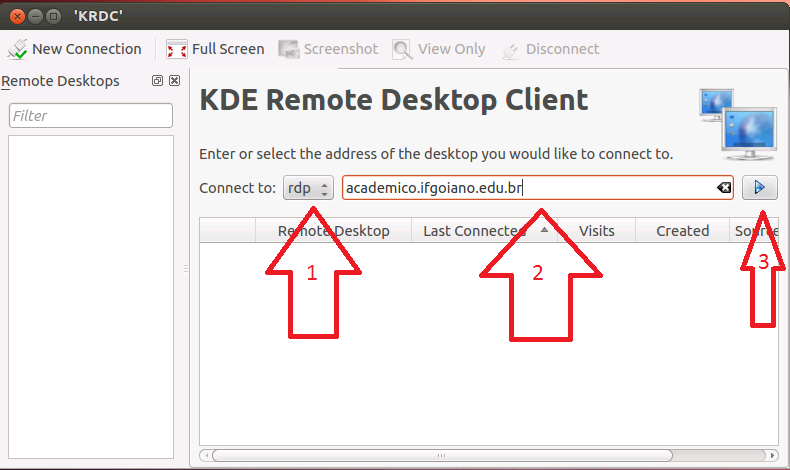 'KRDC'
New Connection Full Screen Screenshot View Only Disconnect
Remote Desktops
Filter
KDE Remote Desktop Client
Enter or select the address of the desktop you would like to connect to.
Connect to: rdp academico.ifgoiano.edu.br
Remote Desktop Last Connected Visits Created Source
1 2 3